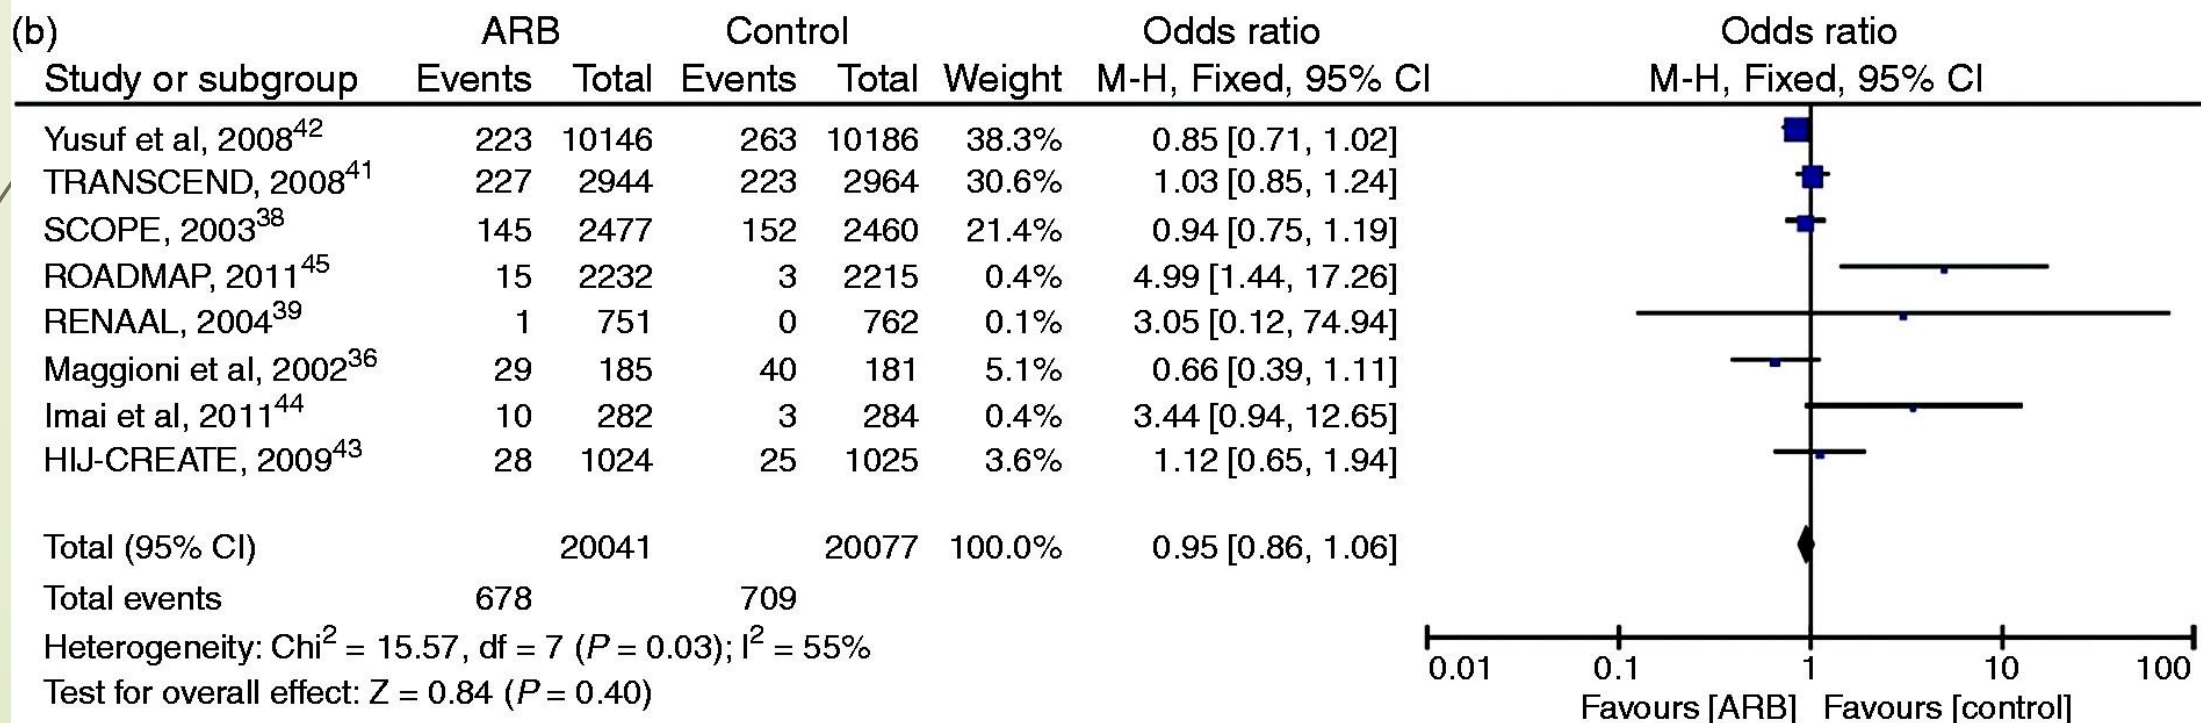 (b) ARB Control Odds ratio Odds ratio
Study or subgroup Events Total Events Total Weight M-H, Fixed, 95% CI M-H, Fixed, 95% CI
Yusuf et al, 2008⁴² 223 10146 263 10186 38.3% 0.85 [0.71, 1.02]
TRANSCEND, 2008⁴¹ 227 2944 223 2964 30.6% 1.03 [0.85, 1.24]
SCOPE, 2003³⁸ 145 2477 152 2460 21.4% 0.94 [0.75, 1.19]
ROADMAP, 2011⁴⁵ 15 2232 3 2215 0.4% 4.99 [1.44, 17.26]
RENAAL, 2004³⁹ 1 751 0 762 0.1% 3.05 [0.12, 74.94]
Maggioni et al, 2002³⁶ 29 185 40 181 5.1% 0.66 [0.39, 1.11]
Imai et al, 2011⁴⁴ 10 282 3 284 0.4% 3.44 [0.94, 12.65]
HIJ-CREATE, 2009⁴³ 28 1024 25 1025 3.6% 1.12 [0.65, 1.94]
Total (95% CI) 20041 20077 100.0% 0.95 [0.86, 1.06]
Total events 678 709
Heterogeneity: Chi² = 15.57, df = 7 (P = 0.03); I² = 55%
Test for overall effect: Z = 0.84 (P = 0.40)
0.01 0.1 1 10 100
Favours [ARB] Favours [control]